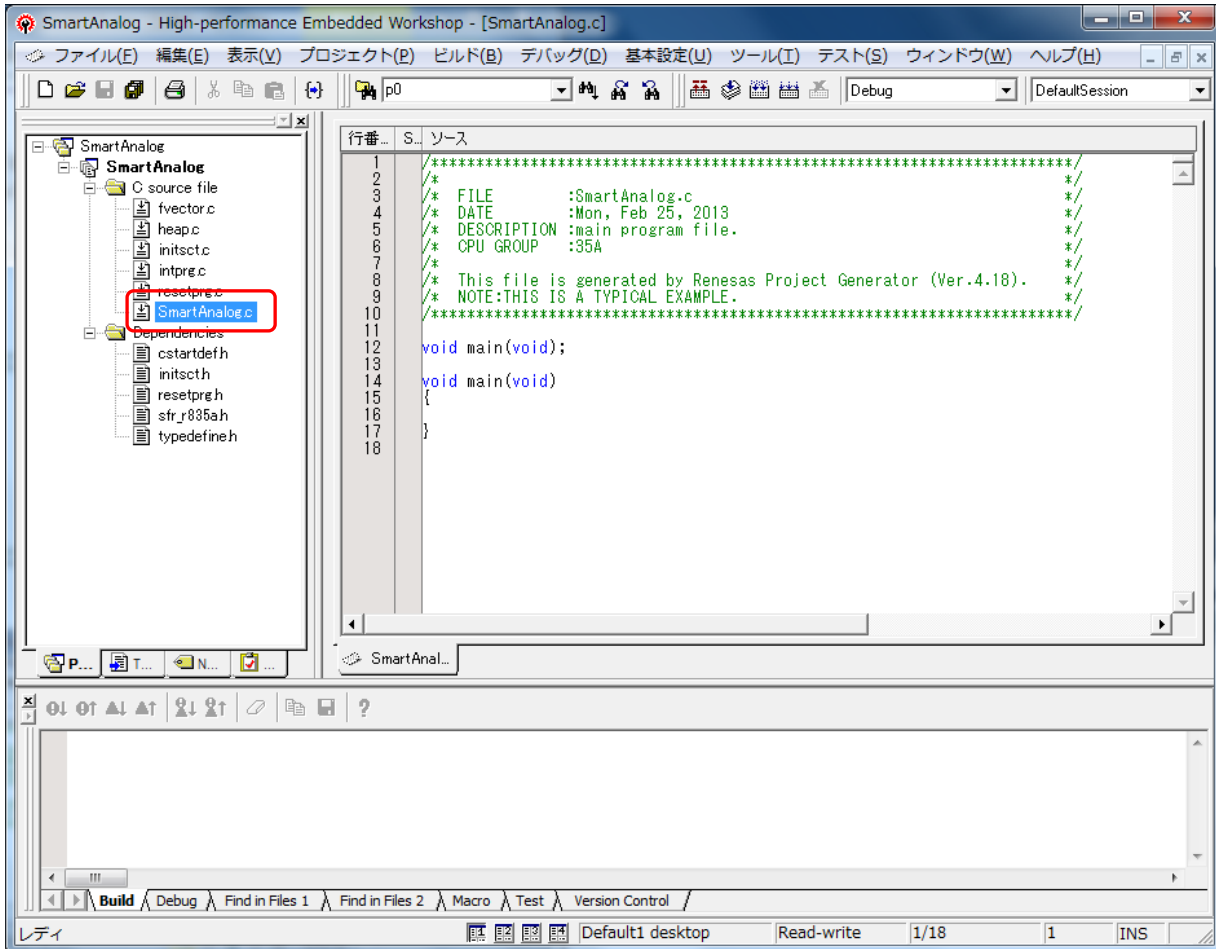 SmartAnalog - High-performance Embedded Workshop - [SmartAnalog.c]
ファイル(F) 編集(E) 表示(V) プロジェクト(P) ビルド(B) デバッグ(D) 基本設定(U) ツール(T) テスト(S) ウィンドウ(W) ヘルプ(H)
p0 Debug DefaultSession
SmartAnalog
SmartAnalog
C source file
fvector.c
heap.c
initsct.c
intprg.c
resetprg.c
SmartAnalog.c
Dependencies
cstartdef.h
initsct.h
resetprg.h
sfr_r835a.h
typedefine.h
P... T... N... ...
行番... S... ソース
1 /***********************************************************************/
2 /* */
3 /* FILE :SmartAnalog.c */
4 /* DATE :Mon, Feb 25, 2013 */
5 /* DESCRIPTION :main program file. */
6 /* CPU GROUP :35A */
7 /* */
8 /* This file is generated by Renesas Project Generator (Ver.4.18). */
9 /* NOTE:THIS IS A TYPICAL EXAMPLE. */
10 /***********************************************************************/
11
12 void main(void);
13
14 void main(void)
15 {
16
17 }
18
SmartAnal...
Build Debug Find in Files 1 Find in Files 2 Macro Test Version Control
レディ Default1 desktop Read-write 1/18 1 INS